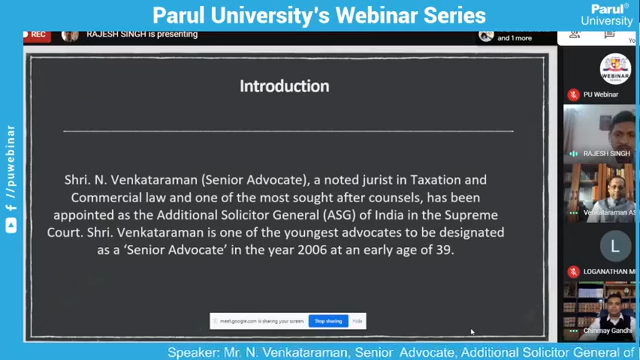 Parul University's Webinar Series
Parul®
University
REC
RAJESH SINGH is presenting
and 1 more
Introduction
Shri. N. Venkataraman (Senior Advocate), a noted jurist in Taxation and
Commercial law and one of the most sought after counsels, has been
appointed as the Additional Solicitor General (ASG) of India in the Supreme
Court. Shri. Venkataraman is one of the youngest advocates to be designated
as a 'Senior Advocate' in the year 2006 at an early age of 39.
meet.google.com is sharing your screen.
Stop sharing
Hide
WEBINAR
PU Webinar
RAJESH SINGH
Venkataraman AS
L
LOGANATHAN M
Chinmay Gandhi
f //puwebinar
Speaker: Mr. N. Venkataraman, Senior Advocate, Additional Solicitor General of